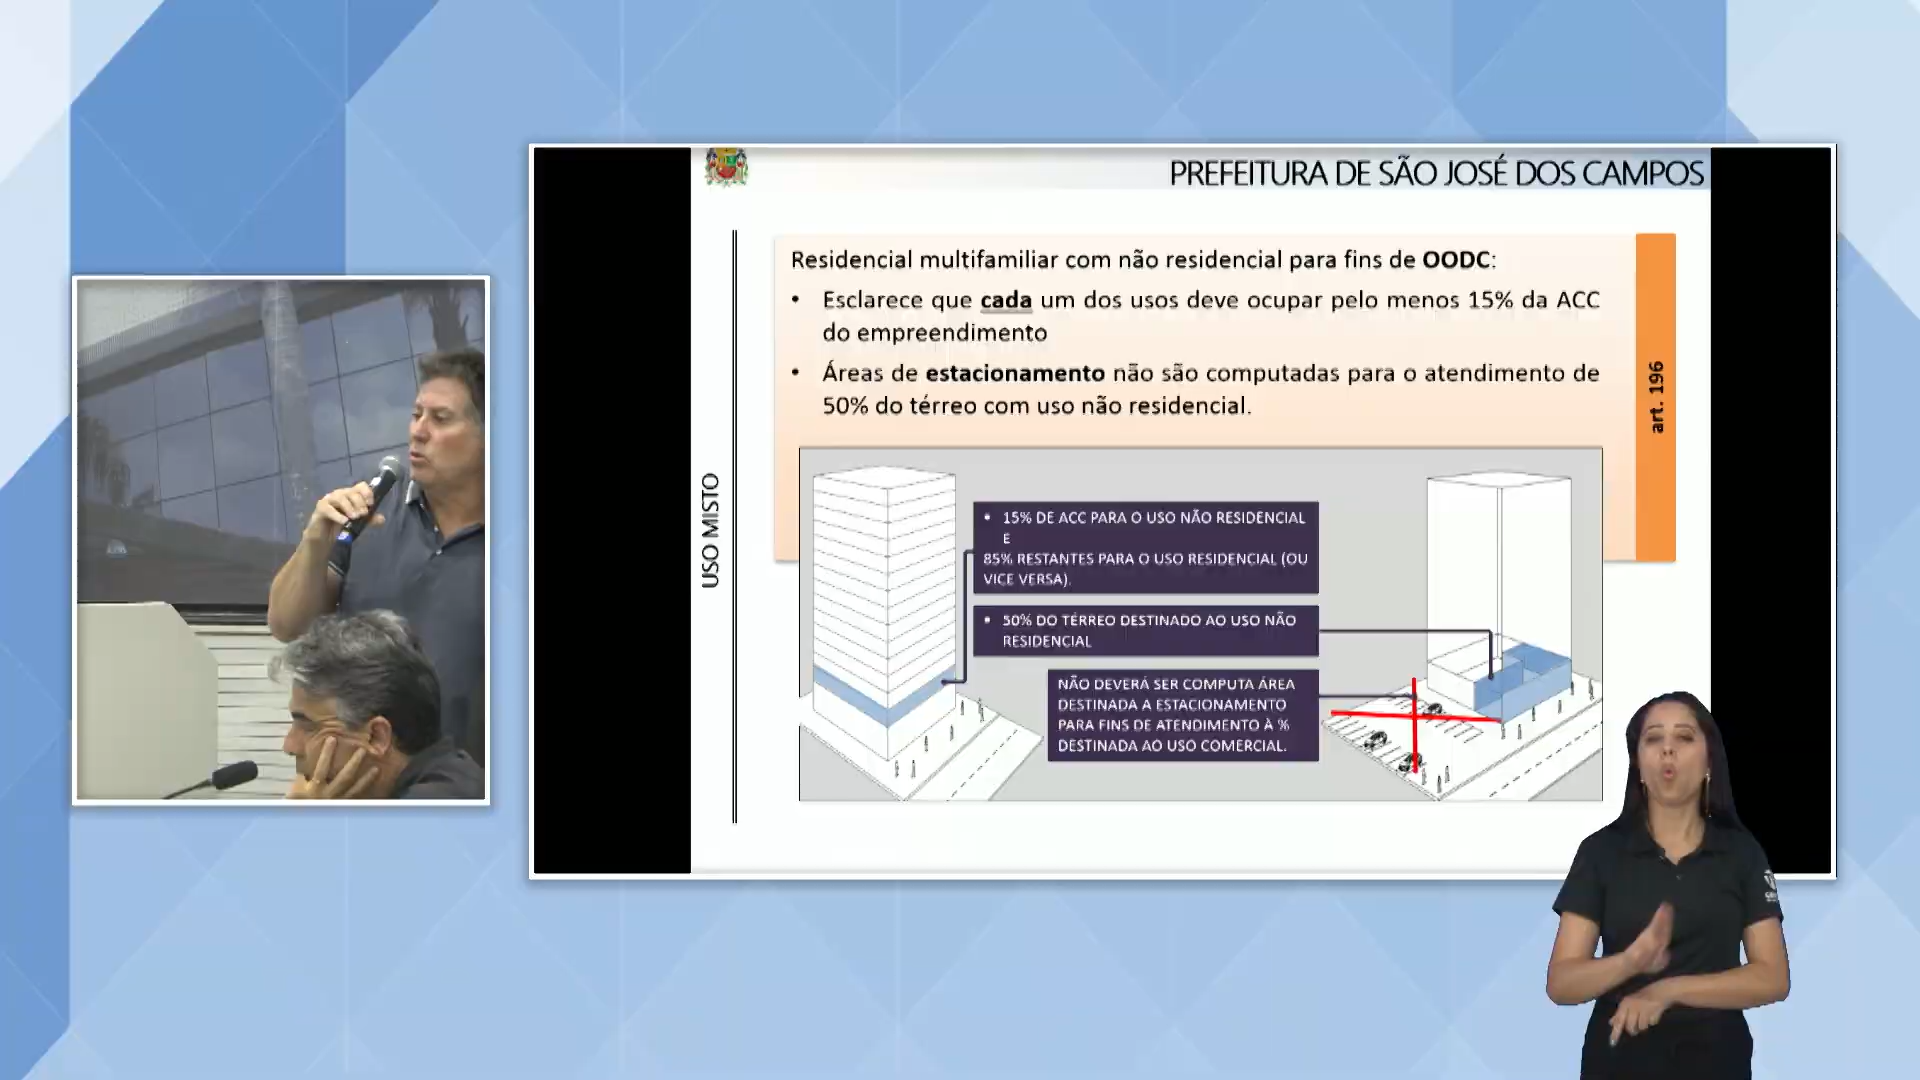 PREFEITURA DE SÃO JOSÉ DOS CAMPOS
USO MISTO
Residencial multifamiliar com não residencial para fins de OODC:
• Esclarece que cada um dos usos deve ocupar pelo menos 15% da ACC
do empreendimento
• Áreas de estacionamento não são computadas para o atendimento de
50% do térreo com uso não residencial.
art. 196
• 15% DE ACC PARA O USO NÃO RESIDENCIAL
E
85% RESTANTES PARA O USO RESIDENCIAL (OU
VICE VERSA).
• 50% DO TÉRREO DESTINADO AO USO NÃO
RESIDENCIAL
NÃO DEVERÁ SER COMPUTA ÁREA
DESTINADA A ESTACIONAMENTO
PARA FINS DE ATENDIMENTO À %
DESTINADA AO USO COMERCIAL.